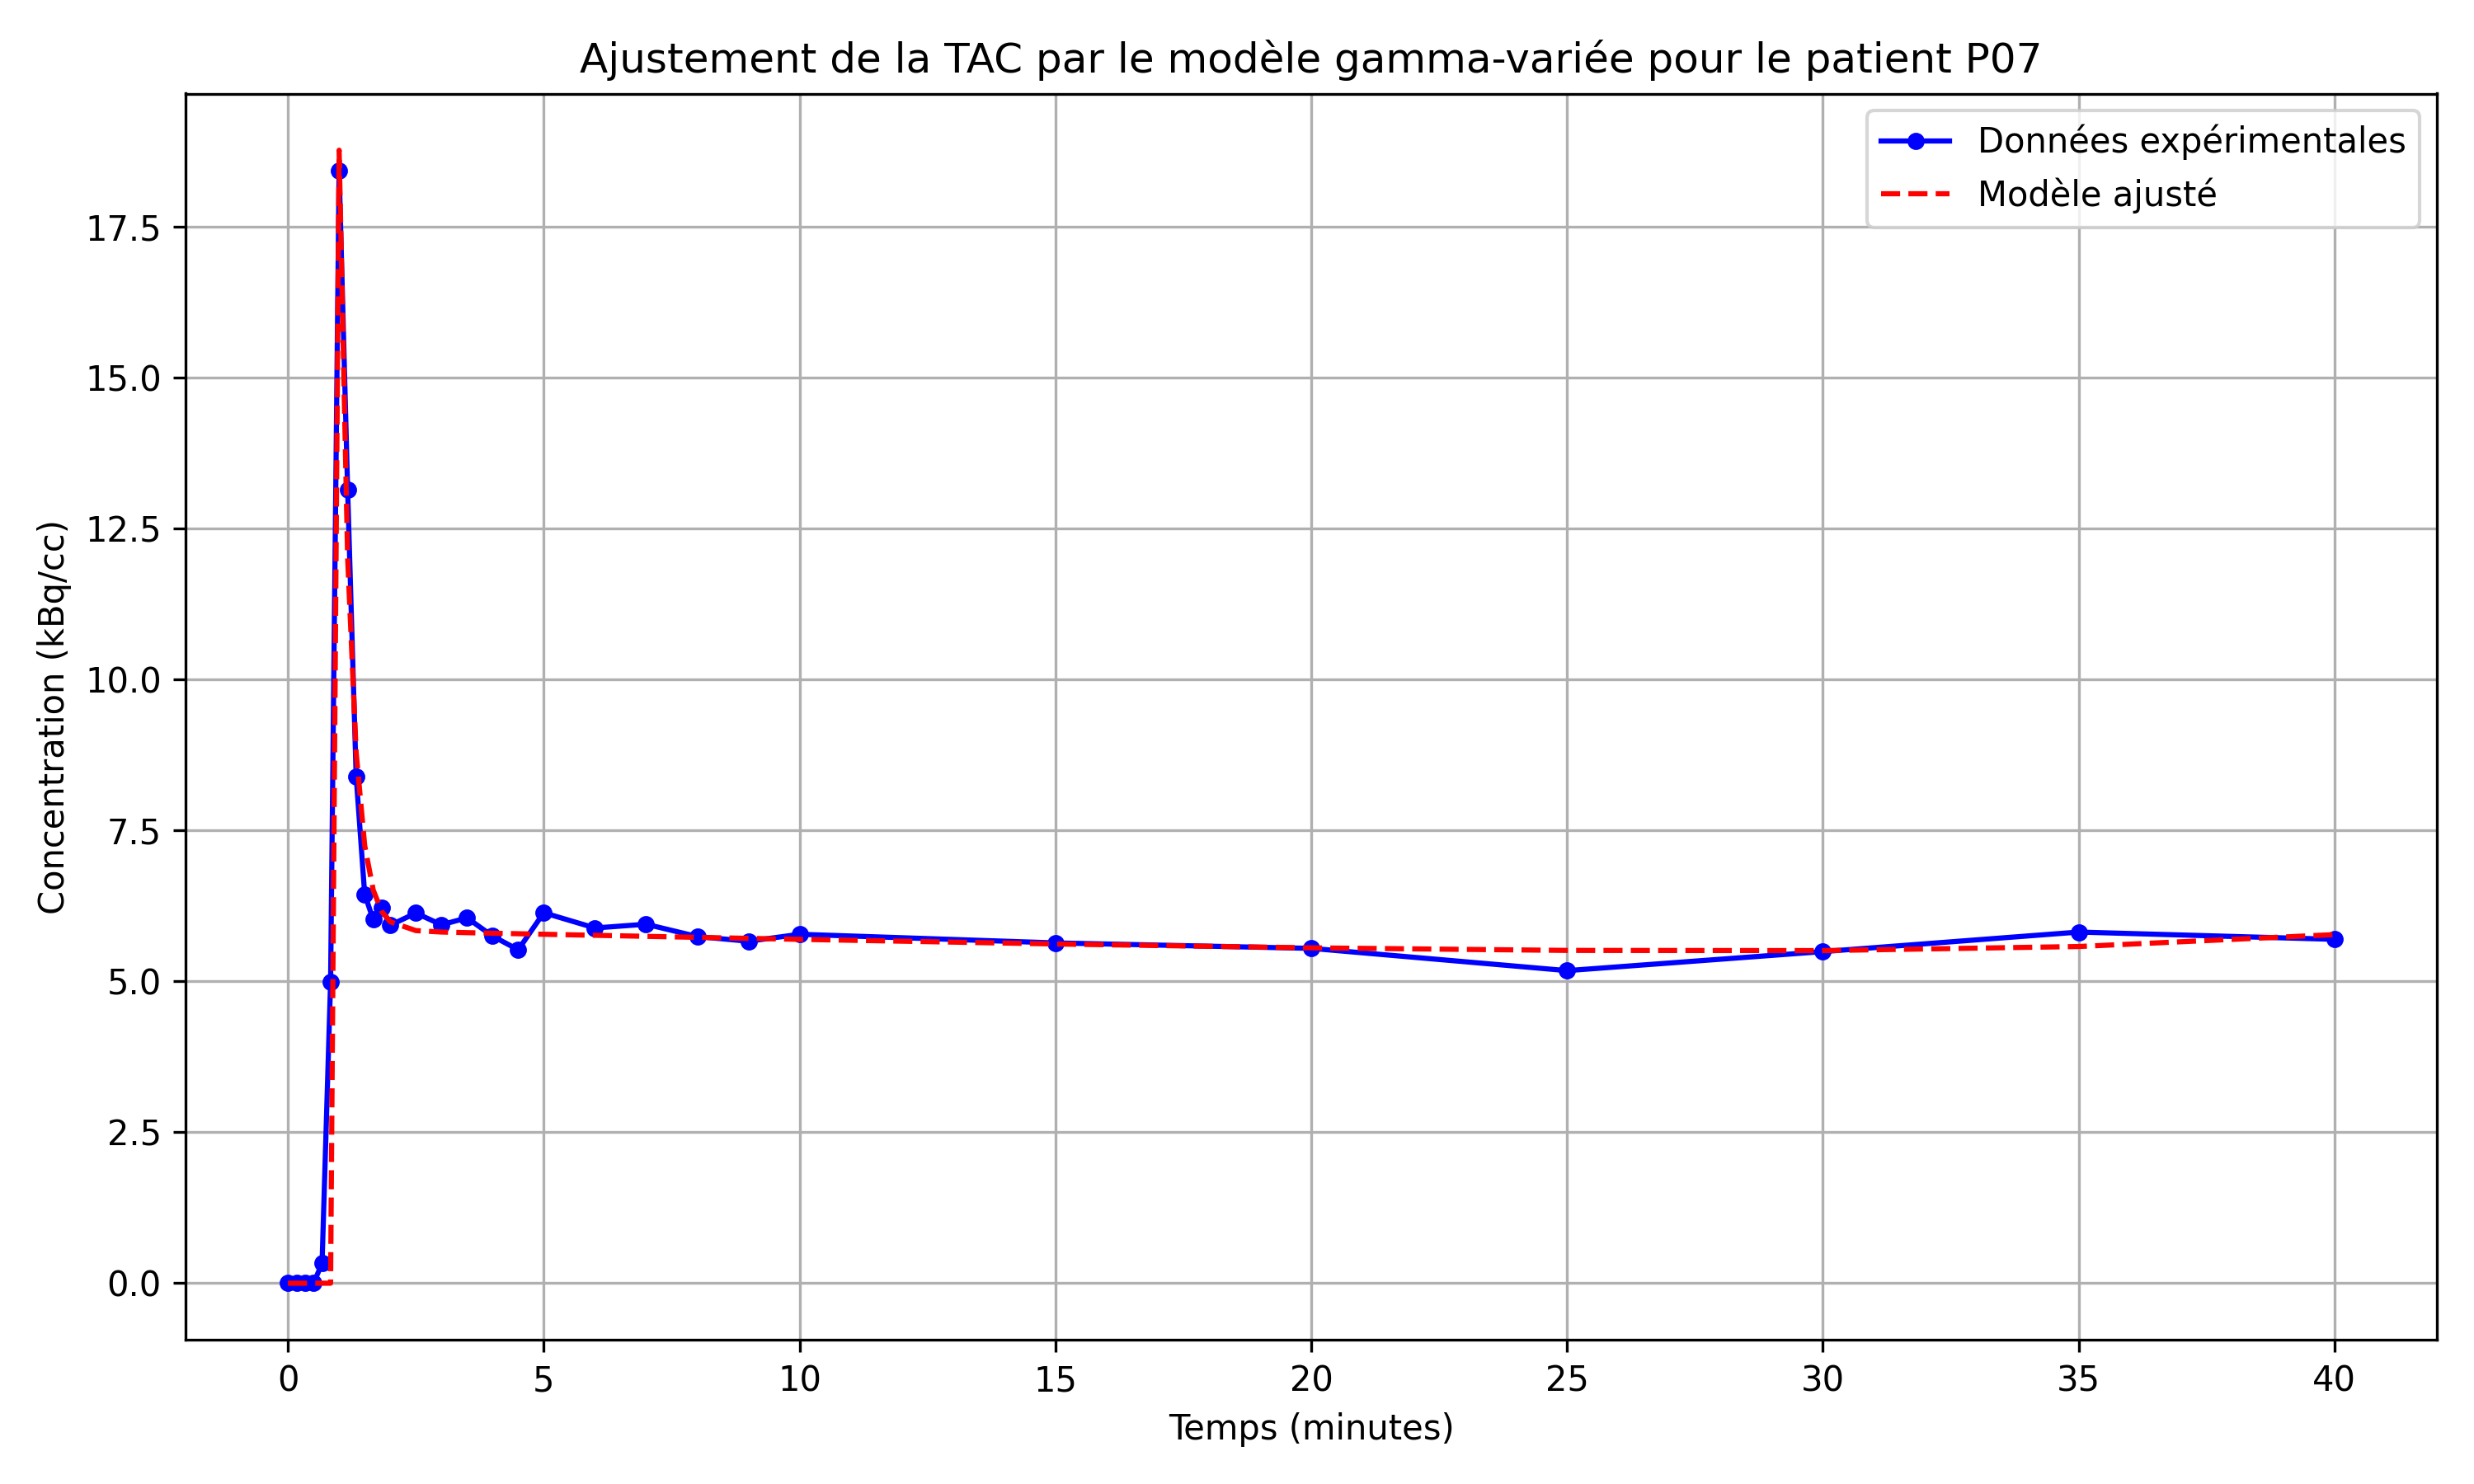 Ajustement de la TAC par le modèle gamma-variée pour le patient P07
Données expérimentales
Modèle ajusté
Concentration (kBq/cc)
17.5
15.0
12.5
10.0
7.5
5.0
2.5
0.0
0 5 10 15 20 25 30 35 40
Temps (minutes)